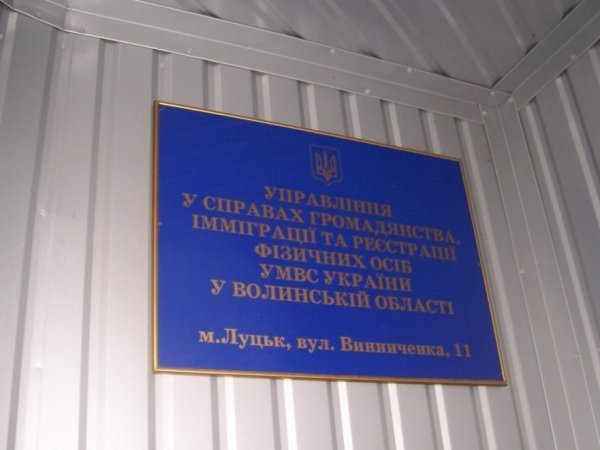 УПРАВЛІННЯ
У СПРАВАХ ГРОМАДЯНСТВА,
ІММІГРАЦІЇ ТА РЕЄСТРАЦІЇ
ФІЗИЧНИХ ОСІБ
УМВС УКРАЇНИ
У ВОЛИНСЬКІЙ ОБЛАСТІ
м.Луцьк, вул. Винниченка, 11